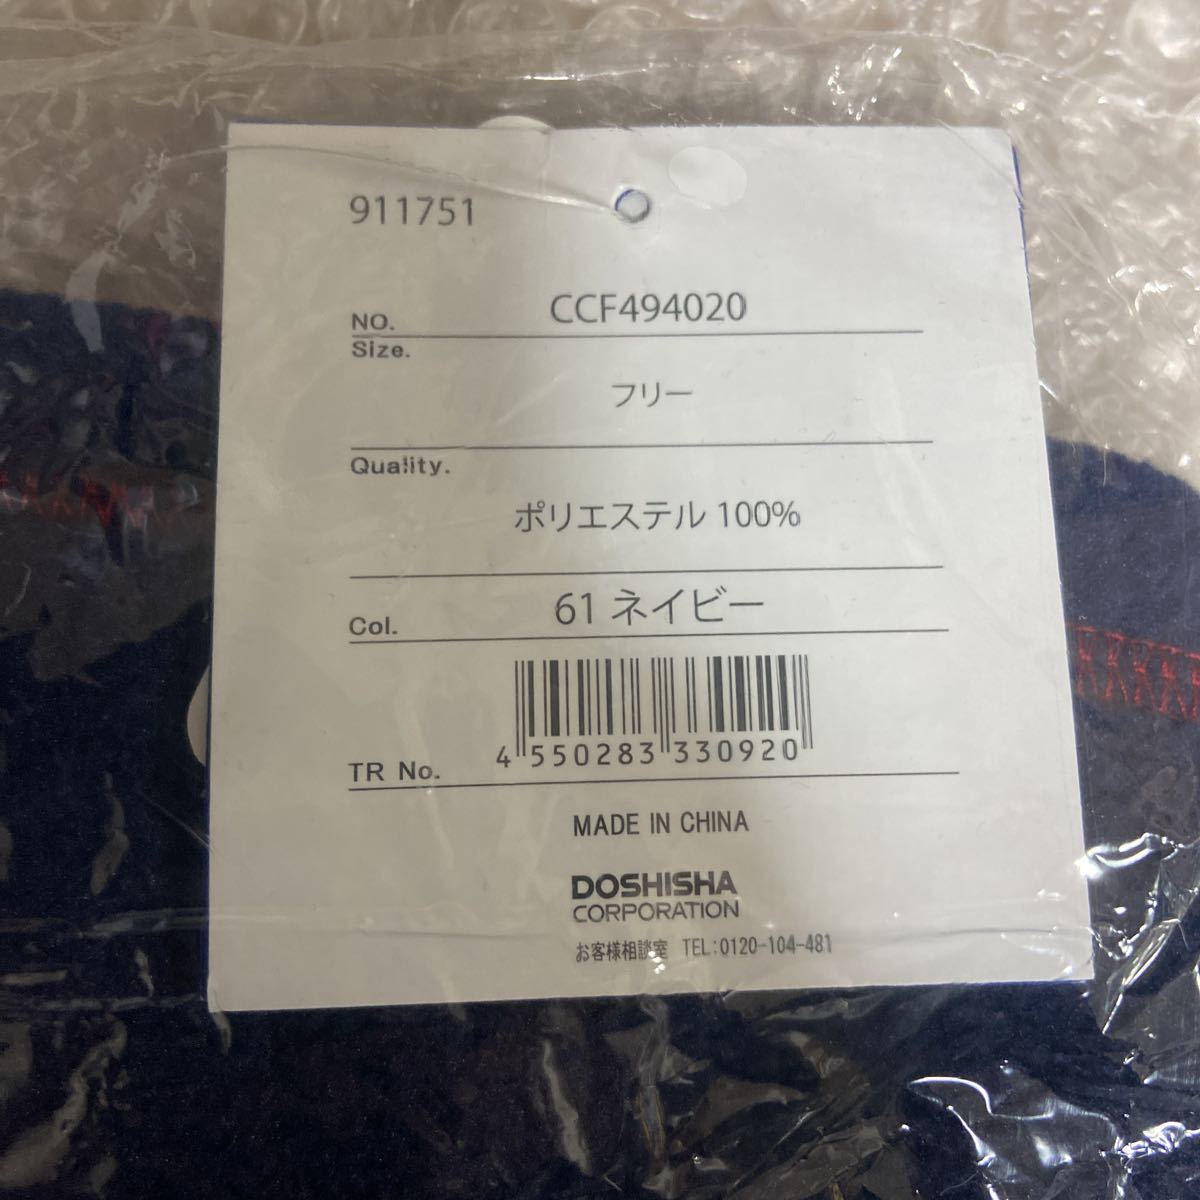 911751
NO. CCF494020
Size.
フリー
Quality.
ポリエステル 100%
Col. 61 ネイビー
4 550283 330920
TR No.
MADE IN CHINA
DOSHISHA
CORPORATION
お客様相談室 TEL:0120-104-481